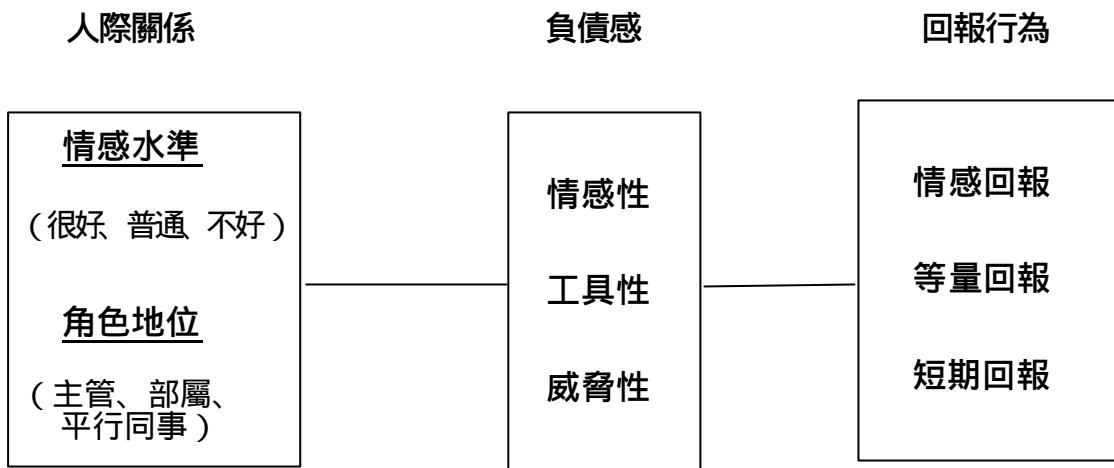 人際關係
負債感
回報行為
情感水準
（很好、普通、不好）
角色地位
（主管、部屬、
平行同事）
情感性
工具性
威脅性
情感回報
等量回報
短期回報